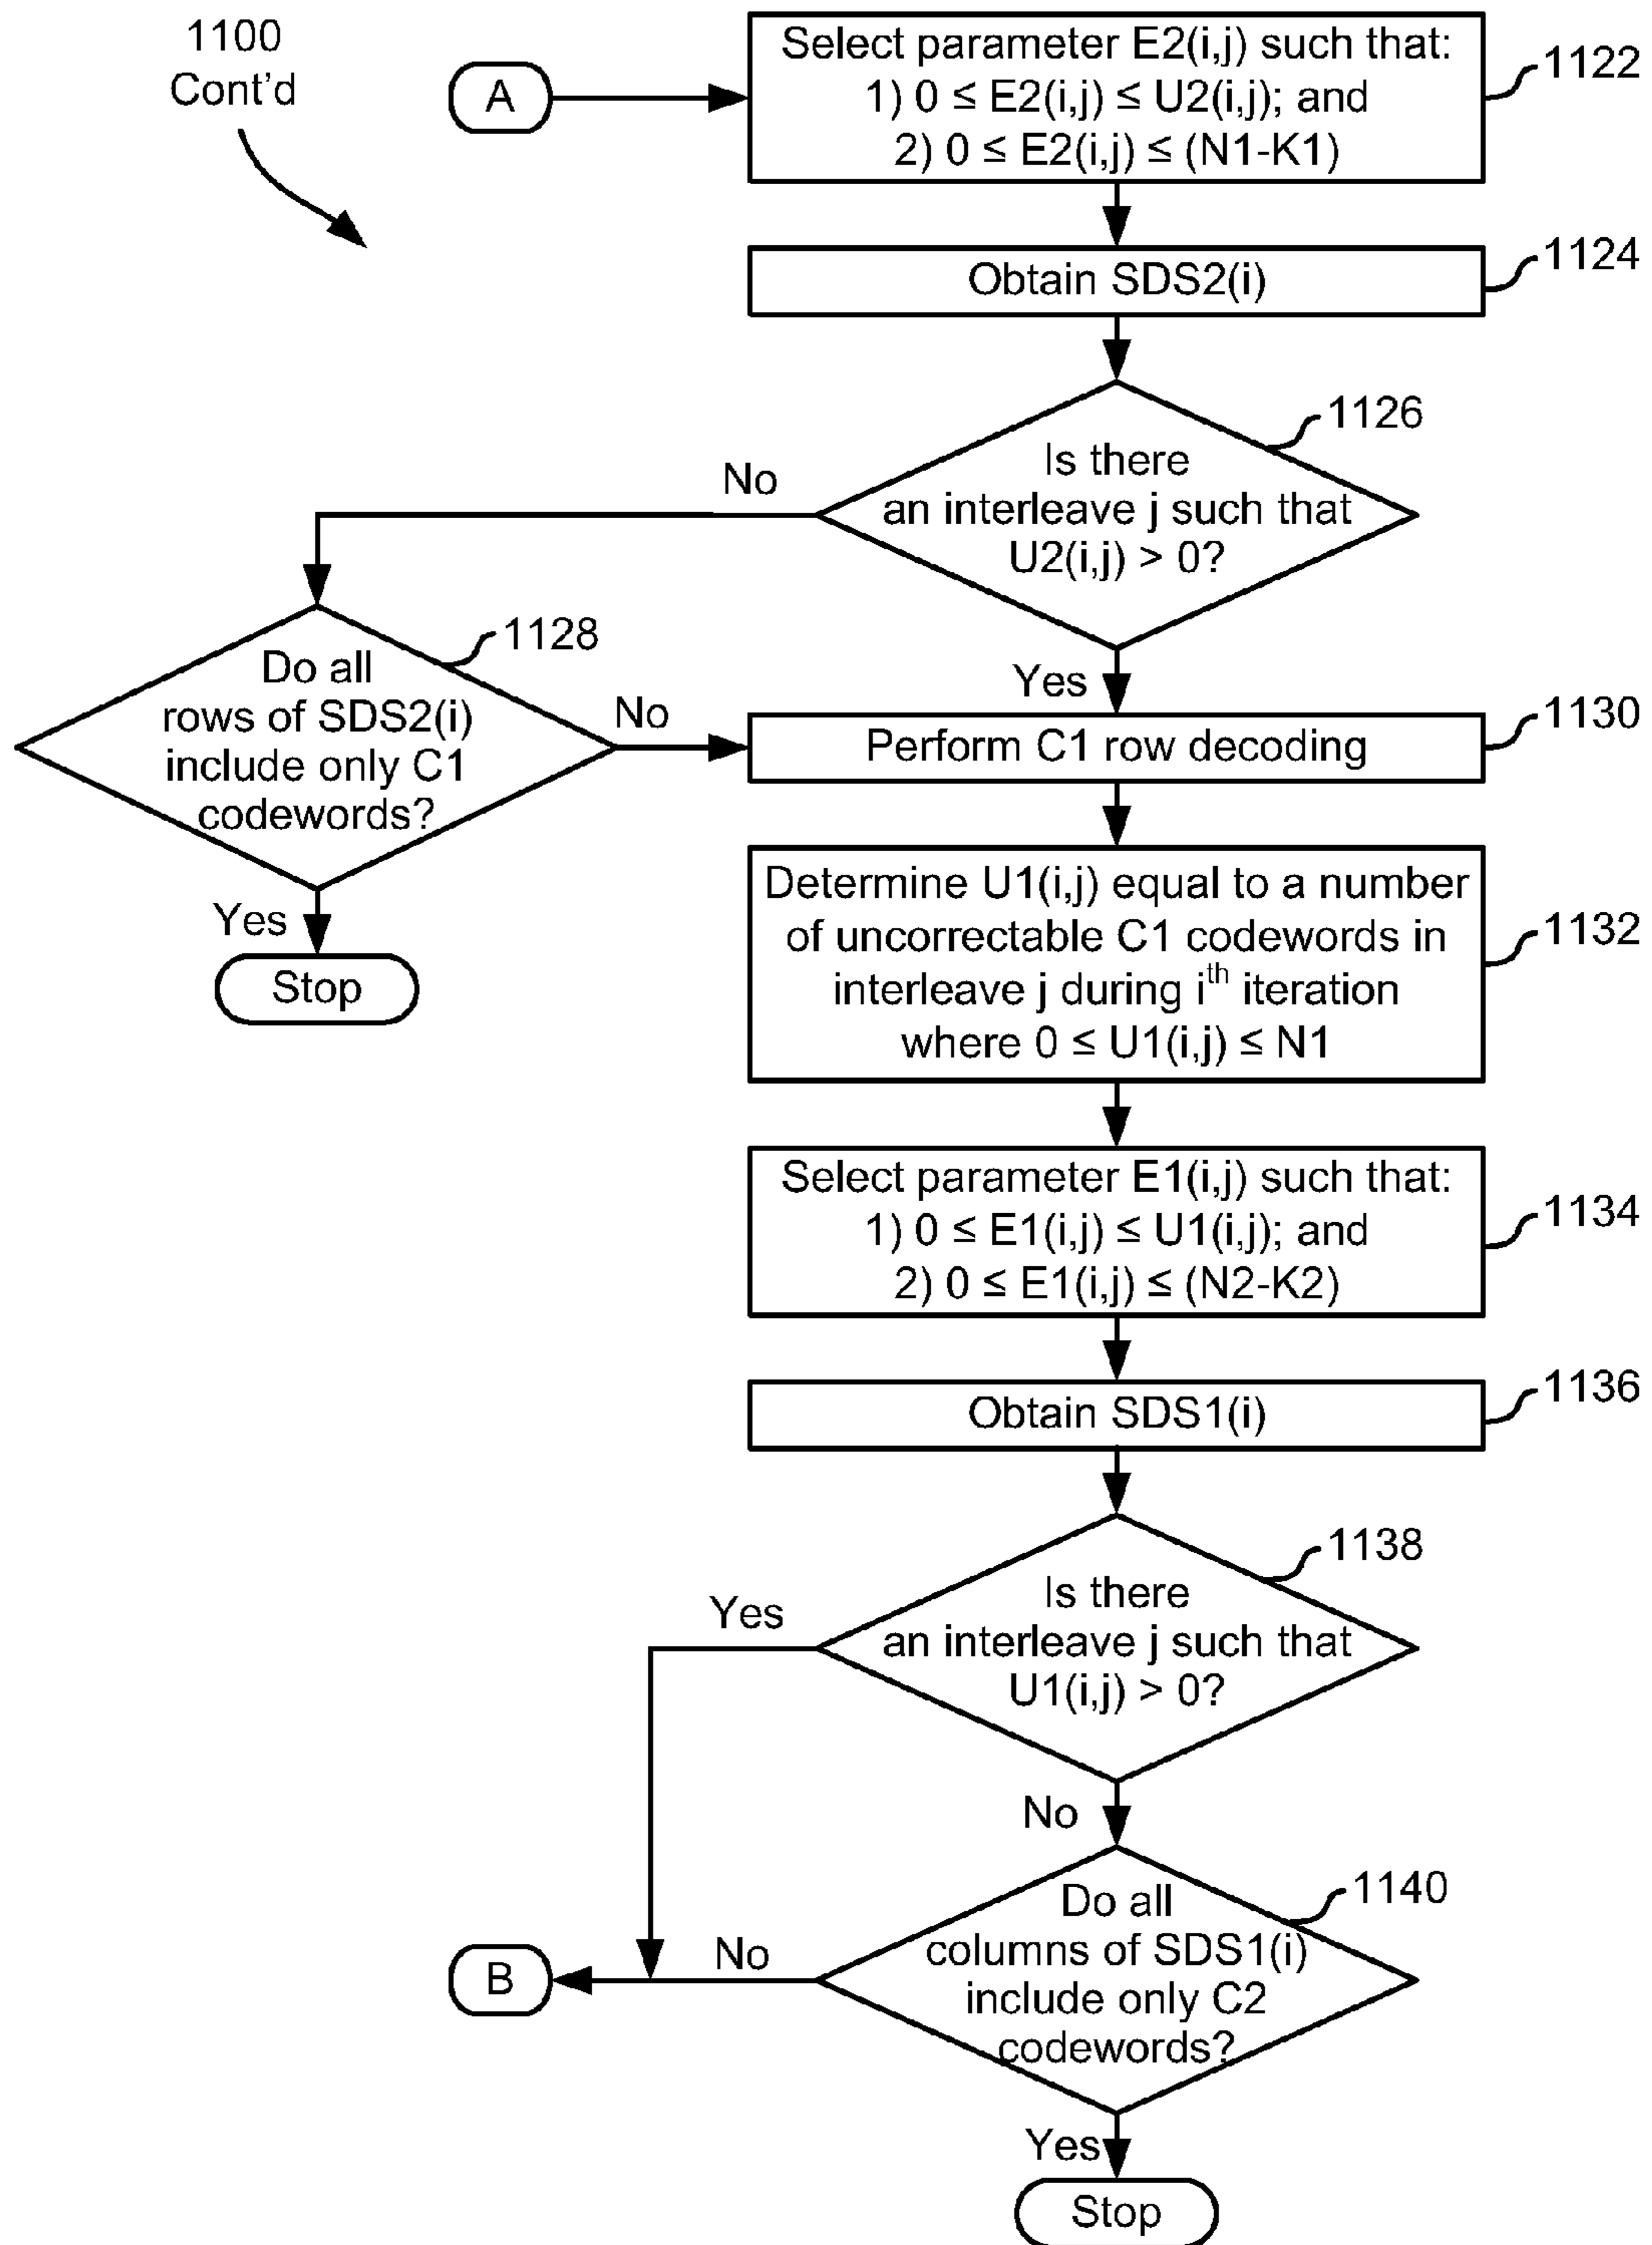 1100
Cont'd
A
Select parameter E2(i,j) such that:
1) 0 ≤ E2(i,j) ≤ U2(i,j); and
2) 0 ≤ E2(i,j) ≤ (N1-K1)
1122
Obtain SDS2(i)
1124
Is there
an interleave j such that
U2(i,j) > 0?
1126
No
Yes
Do all
rows of SDS2(i)
include only C1
codewords?
1128
No
Yes
Stop
Perform C1 row decoding
1130
Determine U1(i,j) equal to a number
of uncorrectable C1 codewords in
interleave j during ith iteration
where 0 ≤ U1(i,j) ≤ N1
1132
Select parameter E1(i,j) such that:
1) 0 ≤ E1(i,j) ≤ U1(i,j); and
2) 0 ≤ E1(i,j) ≤ (N2-K2)
1134
Obtain SDS1(i)
1136
Is there
an interleave j such that
U1(i,j) > 0?
1138
Yes
No
Do all
columns of SDS1(i)
include only C2
codewords?
1140
No
B
Yes
Stop